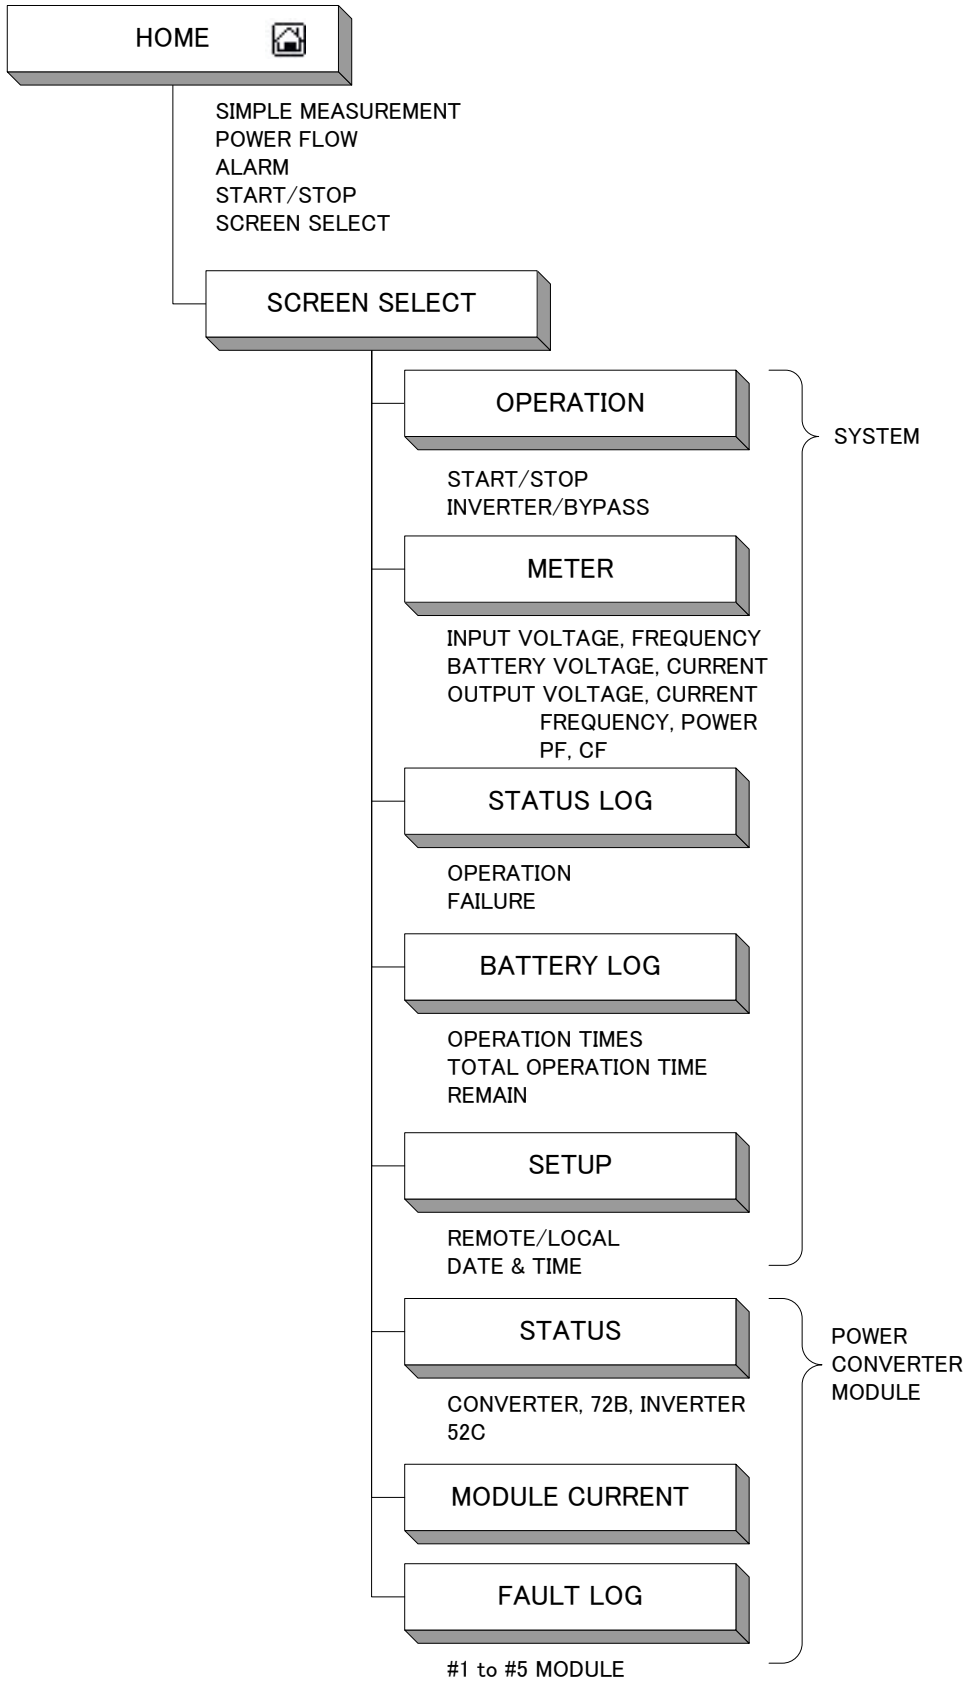 HOME
SIMPLE MEASUREMENT
POWER FLOW
ALARM
START/STOP
SCREEN SELECT
SCREEN SELECT
OPERATION
START/STOP
INVERTER/BYPASS
SYSTEM
METER
INPUT VOLTAGE, FREQUENCY
BATTERY VOLTAGE, CURRENT
OUTPUT VOLTAGE, CURRENT
FREQUENCY, POWER
PF, CF
STATUS LOG
OPERATION
FAILURE
BATTERY LOG
OPERATION TIMES
TOTAL OPERATION TIME
REMAIN
SETUP
REMOTE/LOCAL
DATE & TIME
STATUS
CONVERTER, 72B, INVERTER
52C
POWER
CONVERTER
MODULE
MODULE CURRENT
FAULT LOG
#1 to #5 MODULE